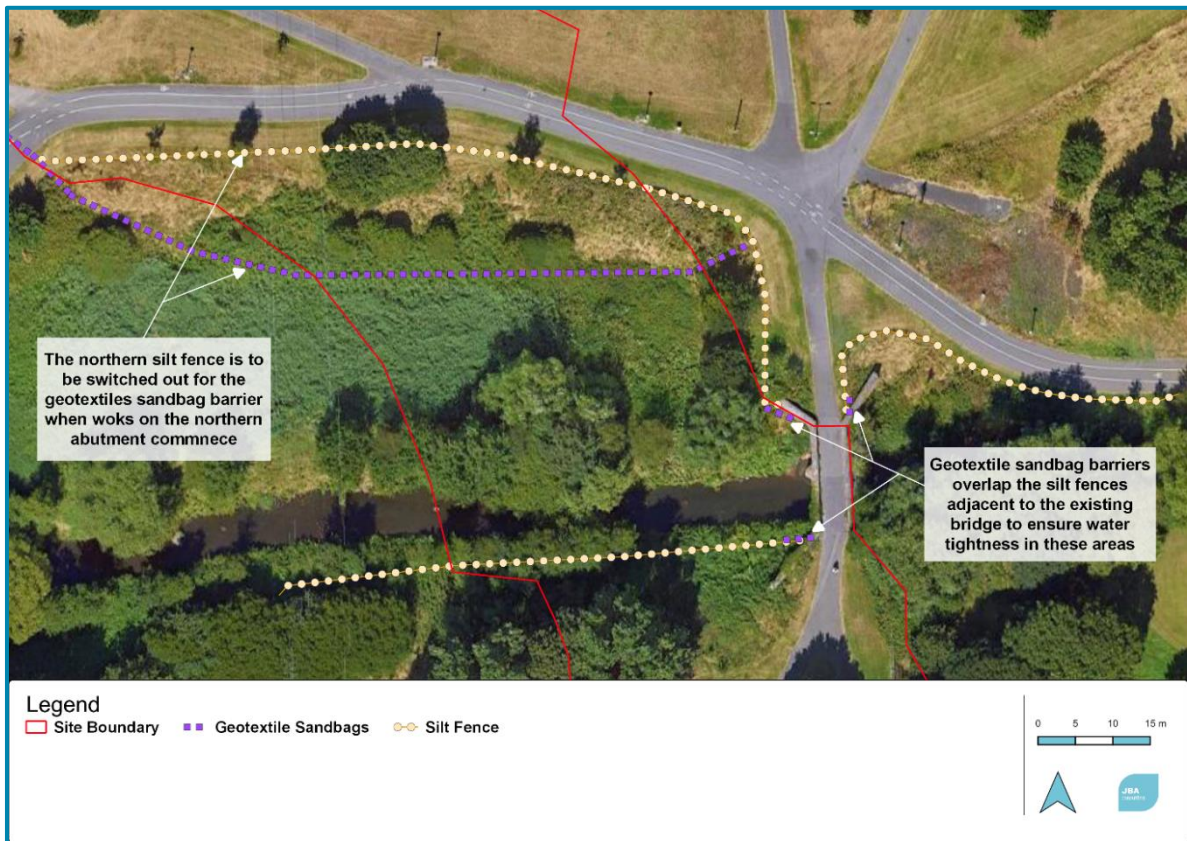 The northern silt fence is to
be switched out for the
geotextiles sandbag barrier
when woks on the northern
abutment commnece
Geotextile sandbag barriers
overlap the silt fences
adjacent to the existing
bridge to ensure water
tightness in these areas
Legend
Site Boundary Geotextile Sandbags Silt Fence
0 5 10 15 m
JBA
consulting